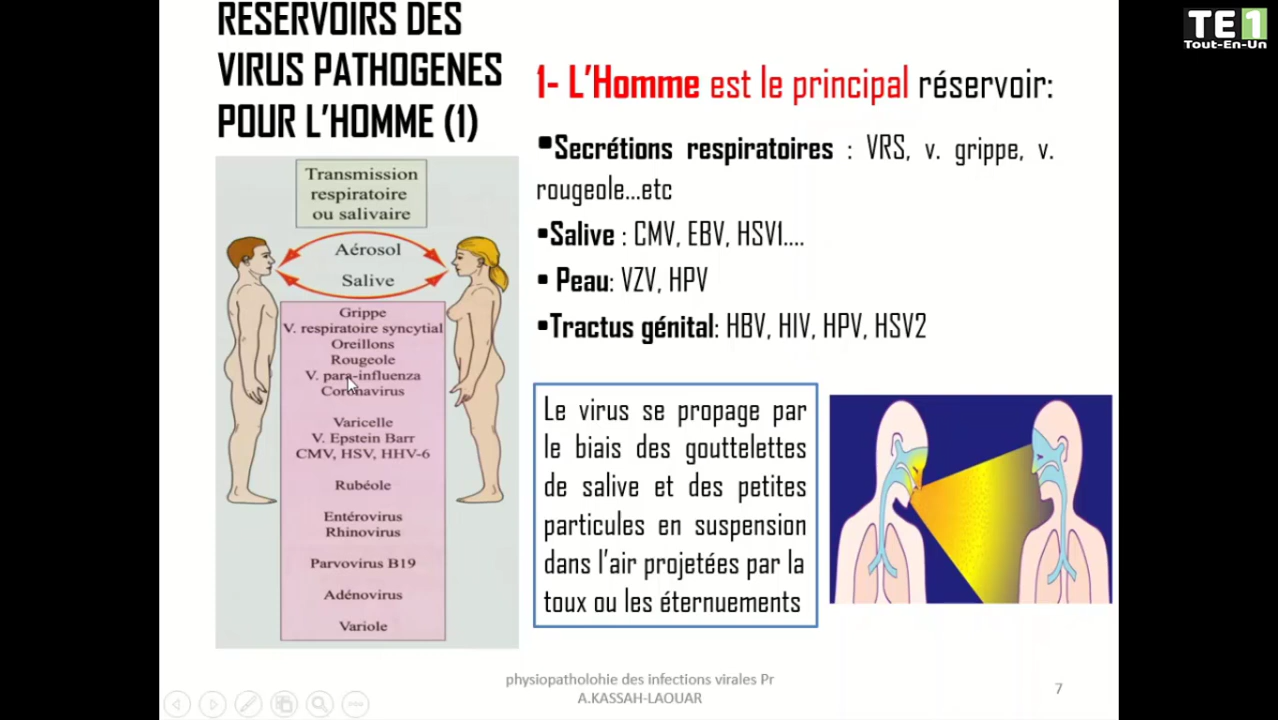 RESERVOIRS DES
VIRUS PATHOGENES
POUR L'HOMME (1)
Transmission
respiratoire
ou salivaire
Aérosol
Salive
Grippe
V. respiratoire syncytial
Oreillons
Rougeole
V. para-influenza
Coronavirus
Varicelle
V. Epstein Barr
CMV, HSV, HHV-6
Rubéole
Entérovirus
Rhinovirus
Parvovirus B19
Adénovirus
Variole
1- L'Homme est le principal réservoir:
▪Secrétions respiratoires : VRS, v. grippe, v.
rougeole...etc
▪Salive : CMV, EBV, HSV1....
▪ Peau: VZV, HPV
▪Tractus génital: HBV, HIV, HPV, HSV2
Le virus se propage par
le biais des gouttelettes
de salive et des petites
particules en suspension
dans l'air projetées par la
toux ou les éternuements
physiopatholohie des infections virales Pr
A.KASSAH-LAOUAR
7
TE1
Tout-En-Un